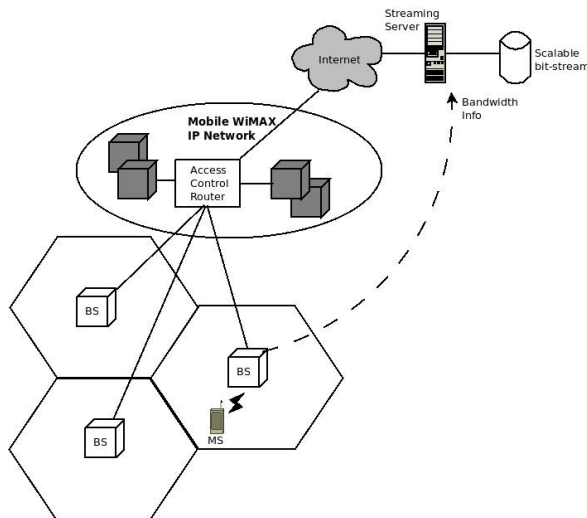 Streaming
Server
Internet
Scalable
bit-stream
Bandwidth
Info
Mobile WiMAX
IP Network
Access
Control
Router
BS
BS
BS
MS